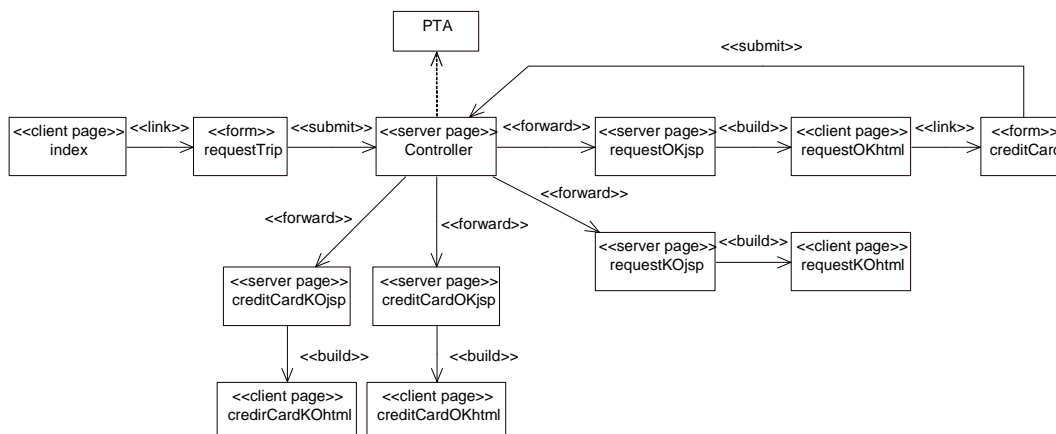 PTA
<<submit>>
<<client page>>
index
<<link>>
<<form>>
requestTrip
<<submit>>
<<server page>>
Controller
<<forward>>
<<server page>>
requestOKjsp
<<build>>
<<client page>>
requestOKhtml
<<link>>
<<form>>
creditCard
<<forward>>
<<forward>>
<<forward>>
<<server page>>
requestKOjsp
<<build>>
<<client page>>
requestKOhtml
<<server page>>
creditCardKOjsp
<<server page>>
creditCardOKjsp
<<build>>
<<build>>
<<client page>>
credirCardKOhtml
<<client page>>
creditCardOKhtml